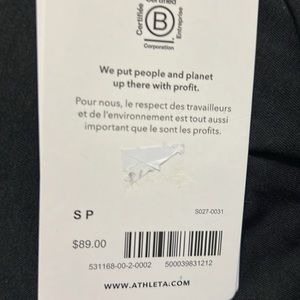 Certified
Certifiée
B
Corporation
Entreprise
We put people and planet
up there with profit.
Pour nous, le respect des travailleurs
et de l'environnement est tout aussi
important que le sont les profits.
S P
S027-0031
$89.00
531168-00-2-0002
500039831212
WWW.ATHLETA.COM